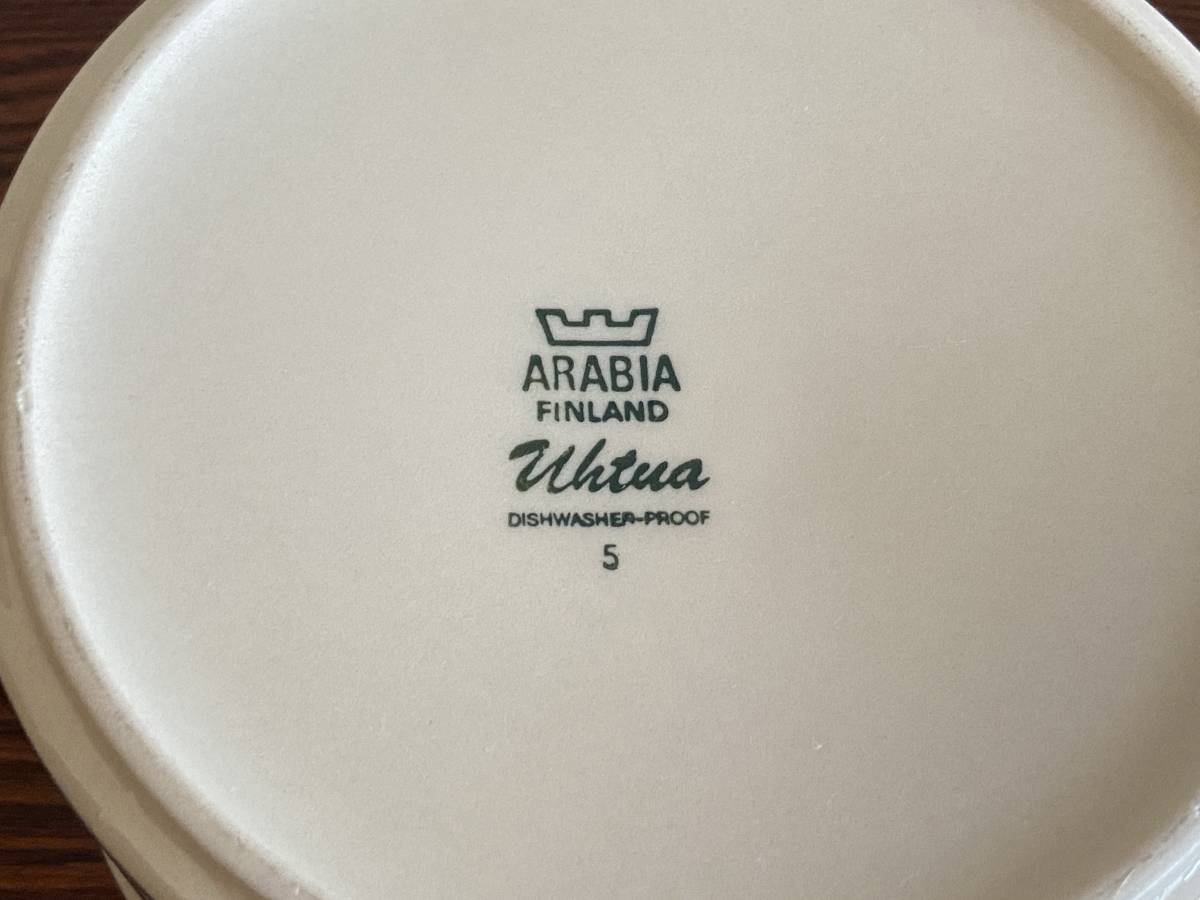 ARABIA
FINLAND
Uhtua
DISHWASHER-PROOF
5